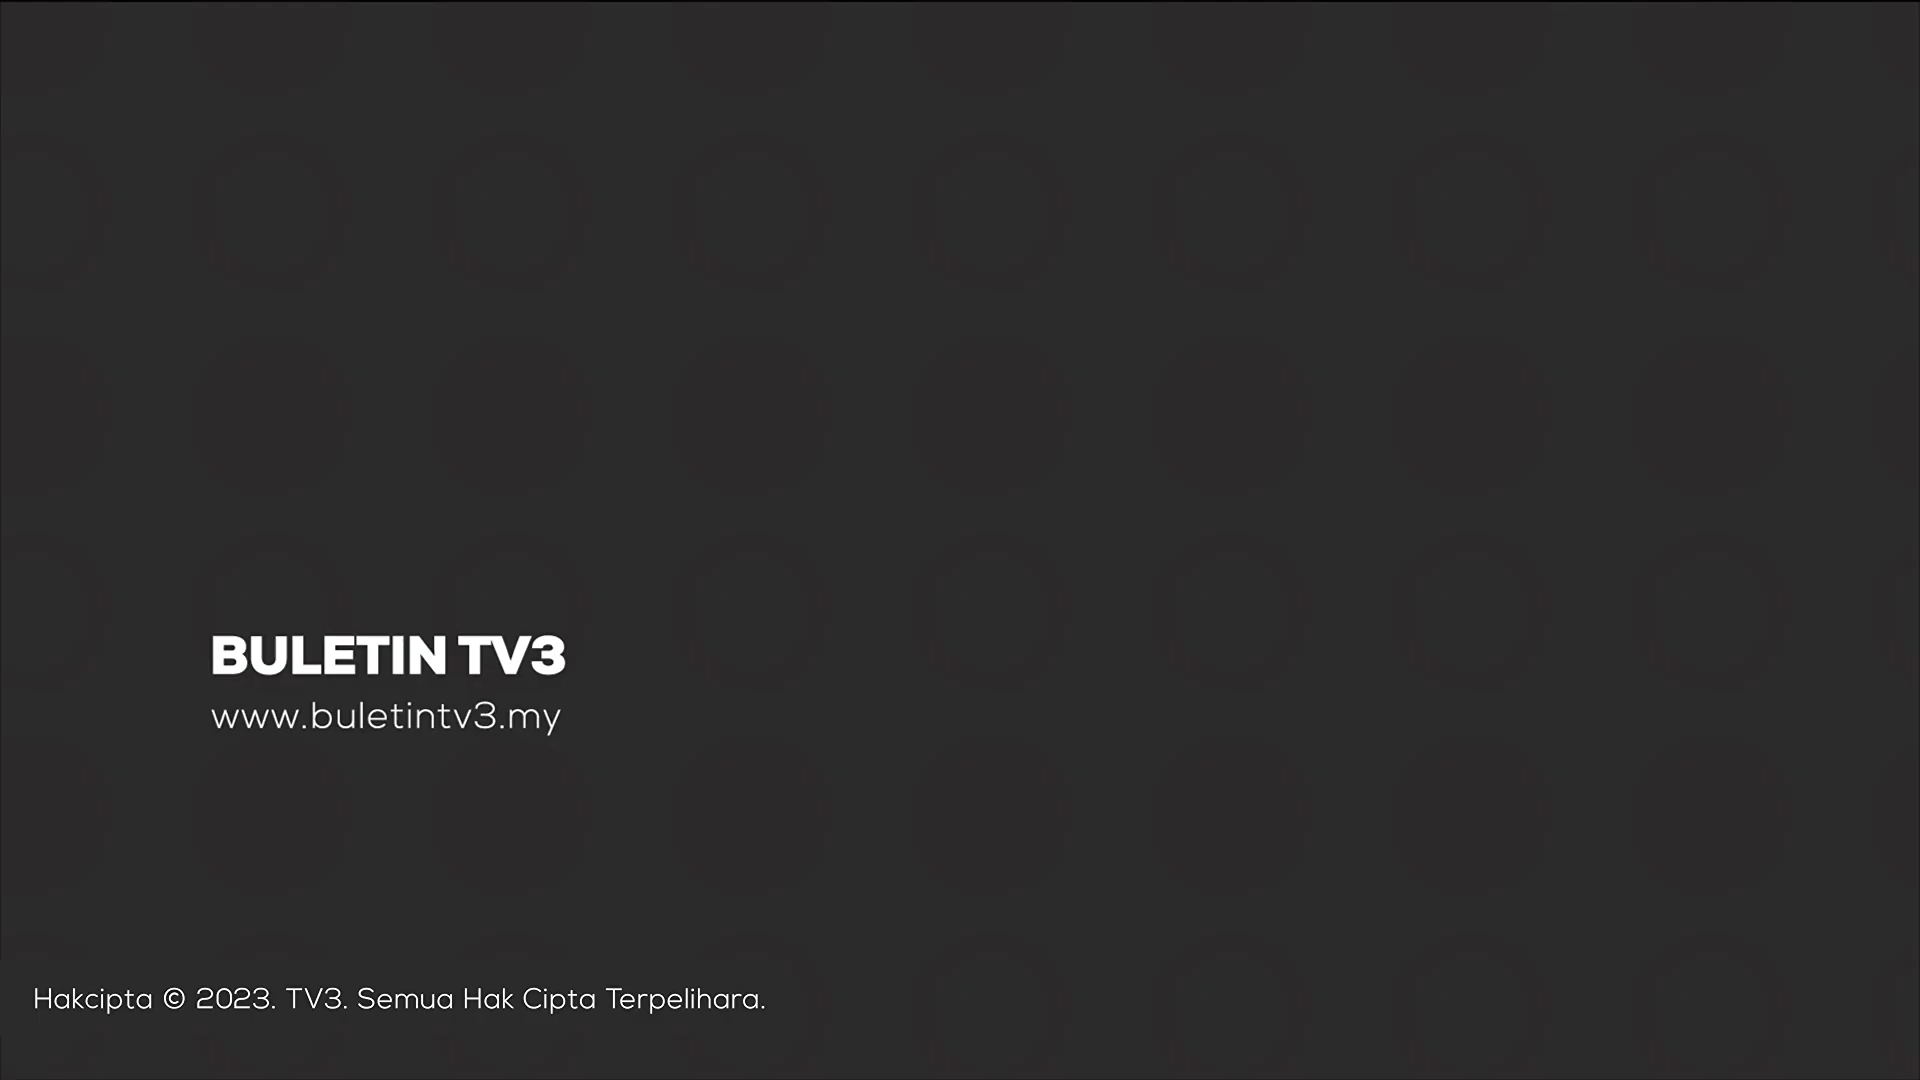 BULETIN TV3
www.buletintv3.my
Hakcipta © 2023. TV3. Semua Hak Cipta Terpelihara.